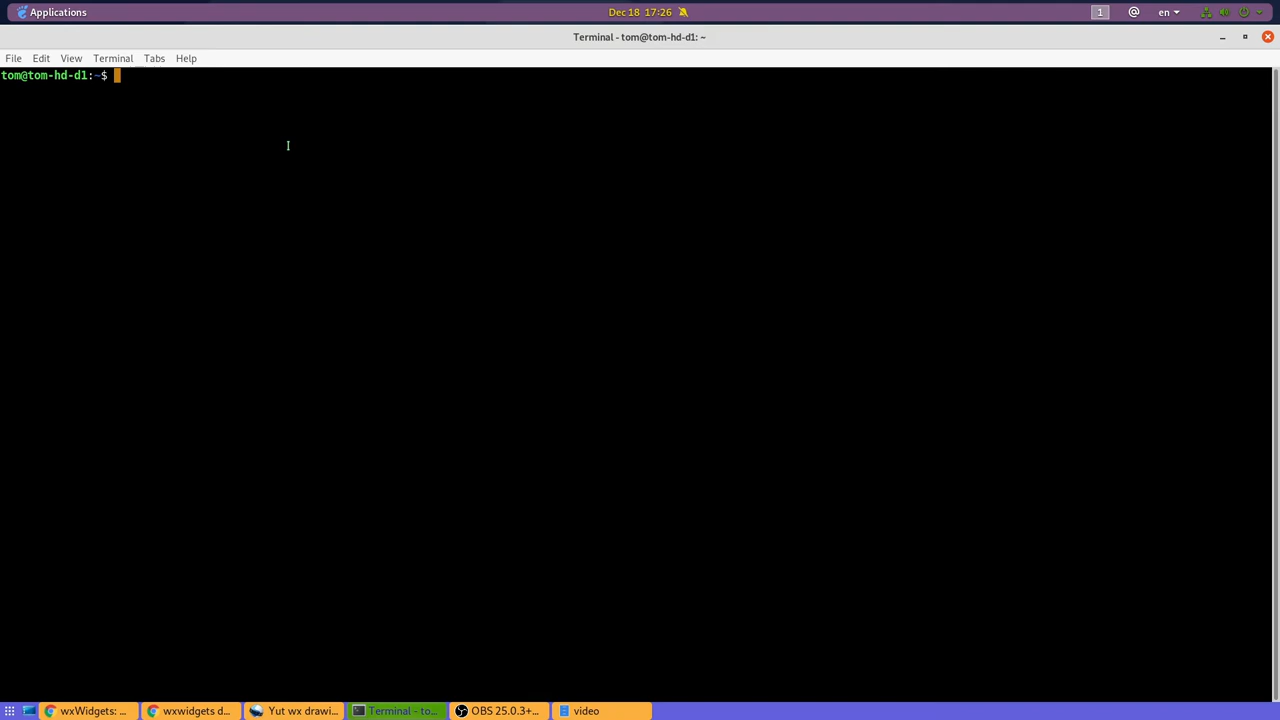 Applications
Dec 18 17:26
1
@
en
Terminal - tom@tom-hd-d1: ~
File Edit View Terminal Tabs Help
tom@tom-hd-d1:~$
wxWidgets: ...
wxwidgets d...
Yut wx drawi...
Terminal - to...
OBS 25.0.3+...
video